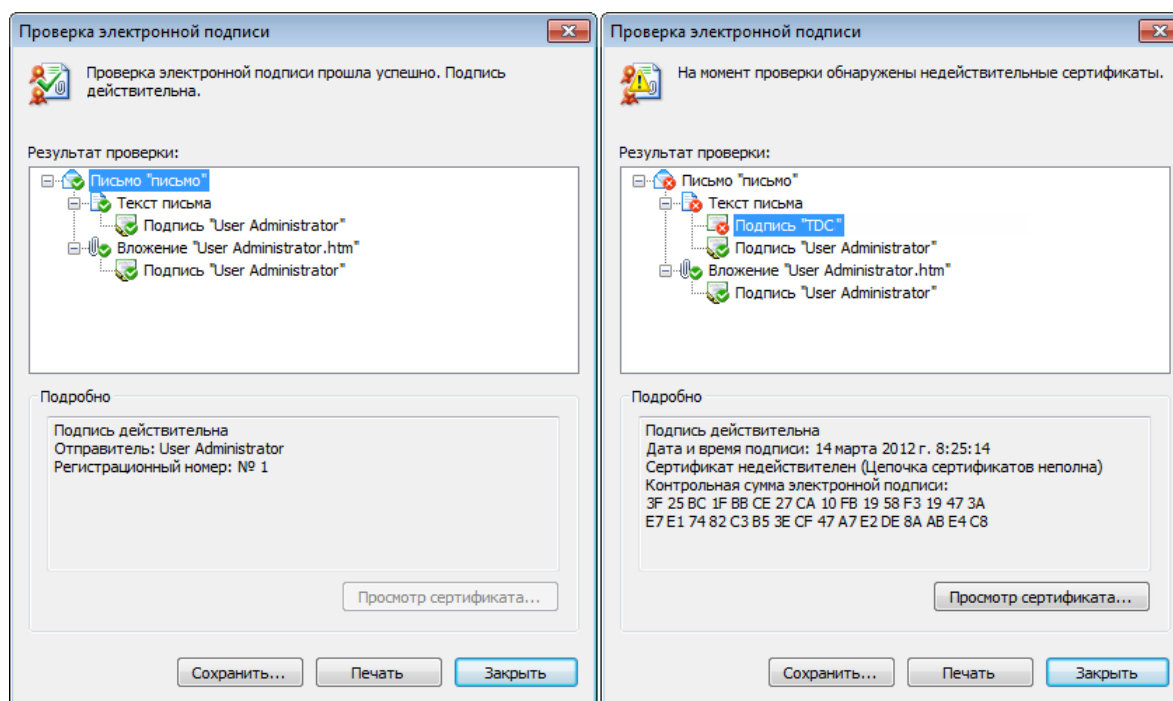 Проверка электронной подписи
Проверка электронной подписи прошла успешно. Подпись
действительна.
Результат проверки:
Письмо "письмо"
Текст письма
Подпись "User Administrator"
Вложение "User Administrator.htm"
Подпись "User Administrator"
Подробно
Подпись действительна
Отправитель: User Administrator
Регистрационный номер: № 1
Просмотр сертификата...
Сохранить...
Печать
Закрыть
Проверка электронной подписи
На момент проверки обнаружены недействительные сертификаты.
Результат проверки:
Письмо "письмо"
Текст письма
Подпись "TDC"
Подпись "User Administrator"
Вложение "User Administrator.htm"
Подпись "User Administrator"
Подробно
Подпись действительна
Дата и время подписи: 14 марта 2012 г. 8:25:14
Сертификат недействителен (Цепочка сертификатов неполна)
Контрольная сумма электронной подписи:
3F 25 BC 1F BB CE 27 CA 10 FB 19 58 F3 19 47 3A
E7 E1 74 82 C3 B5 3E CF 47 A7 E2 DE 8A AB E4 C8
Просмотр сертификата...
Сохранить...
Печать
Закрыть